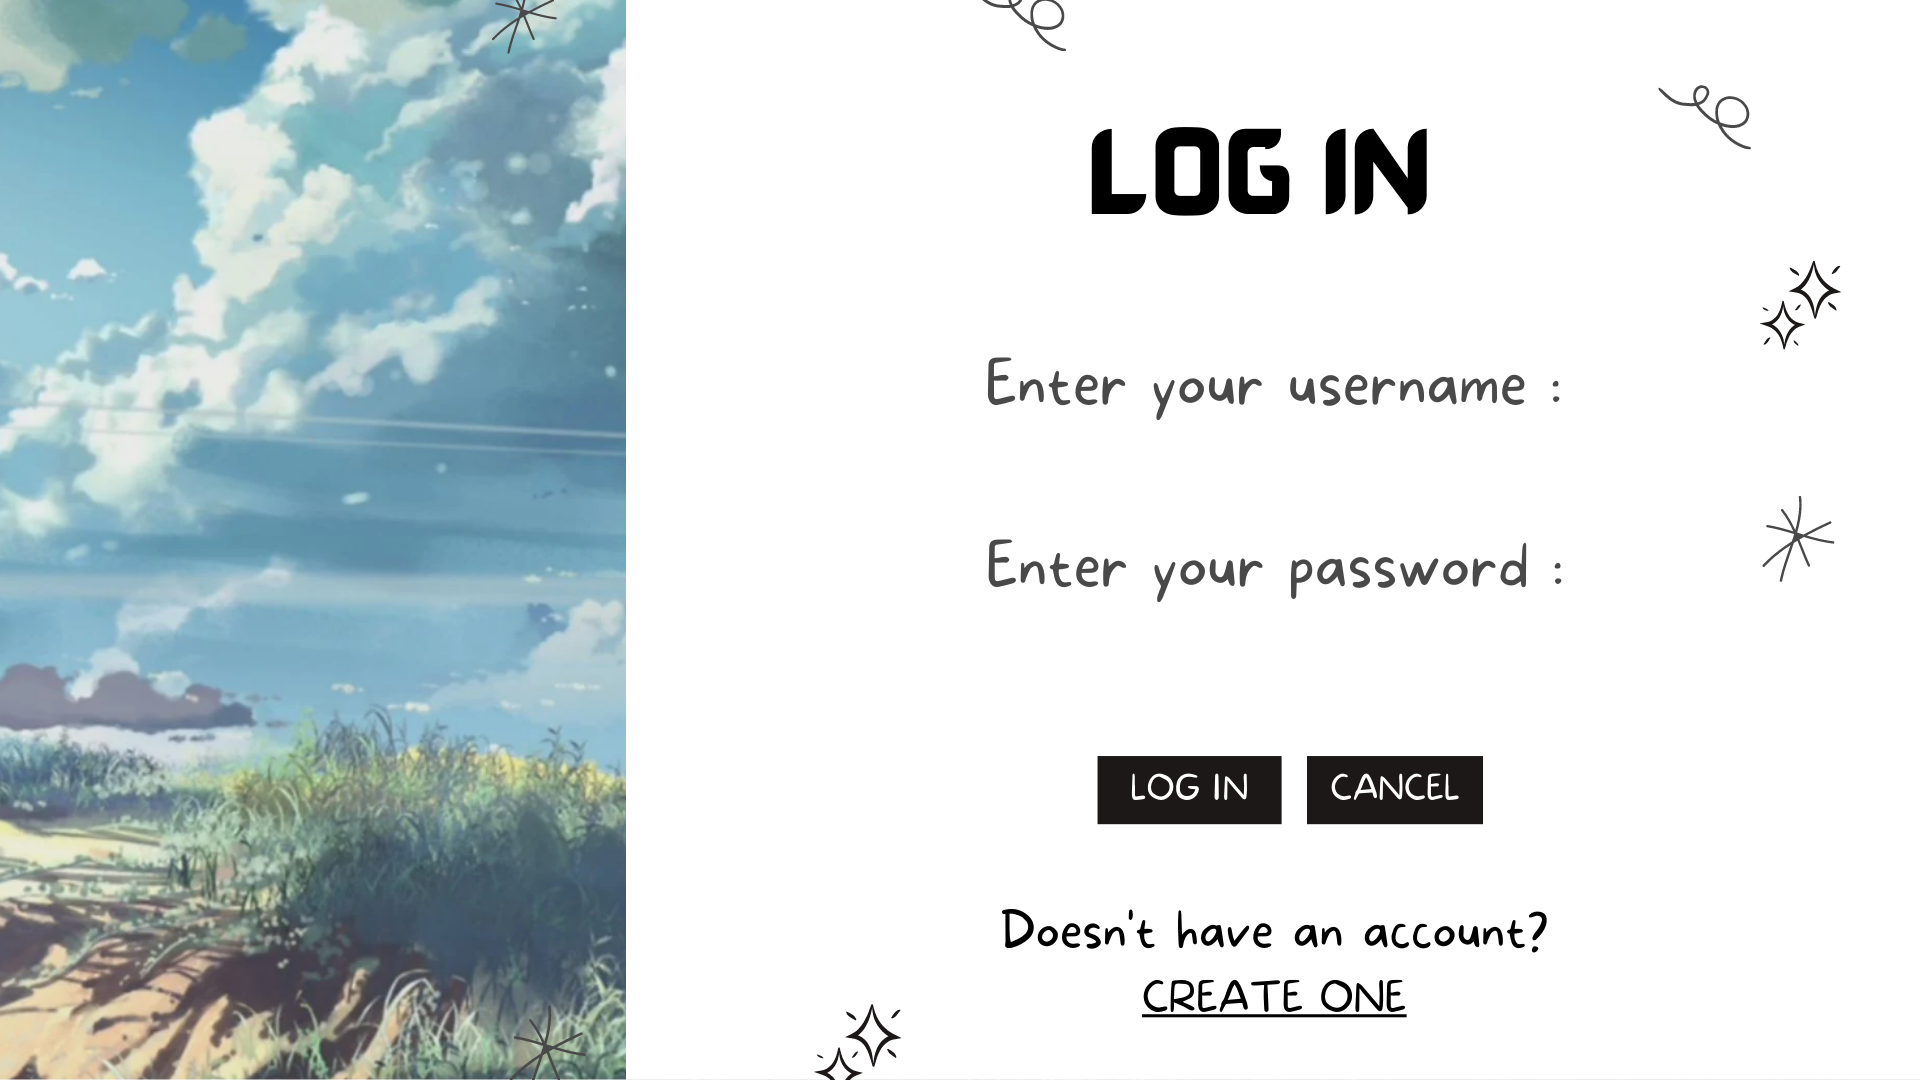 LOG IN
Enter your username :
Enter your password :
LOG IN CANCEL
Doesn't have an account?
CREATE ONE